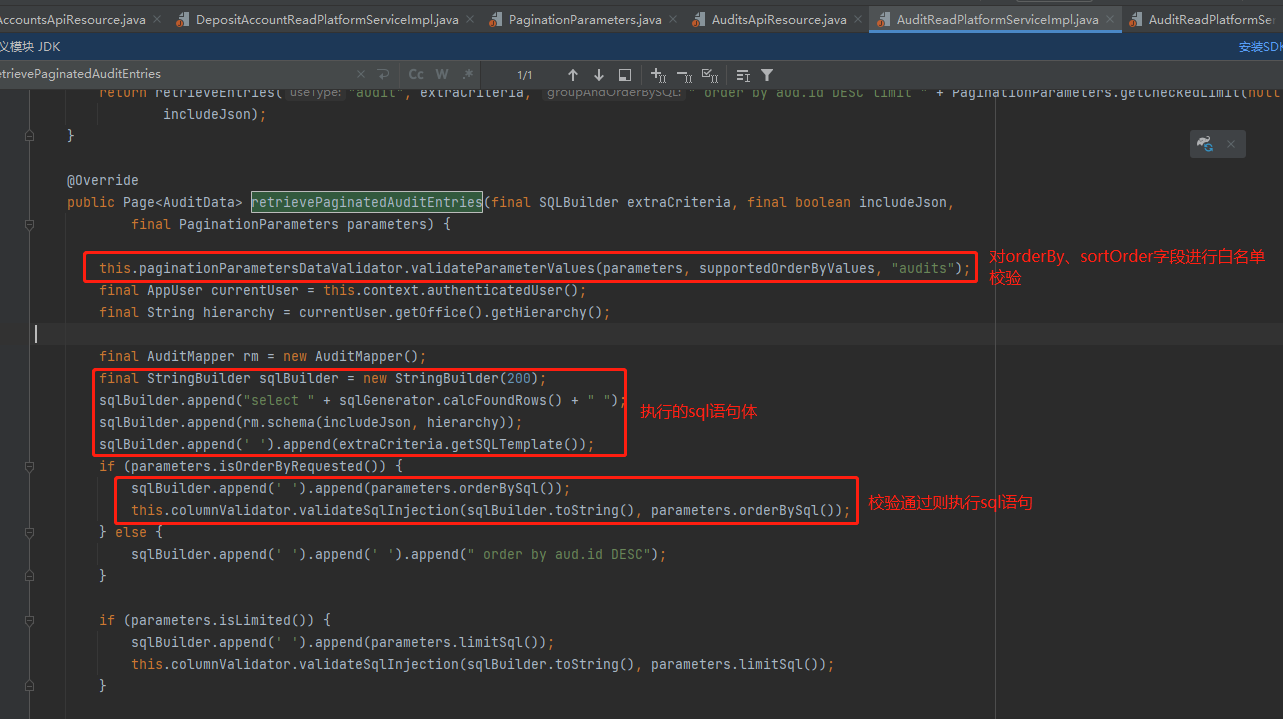 AccountsApiResource.java DepositAccountReadPlatformServiceImpl.java PaginationParameters.java AuditsApiResource.java AuditReadPlatformServiceImpl.java AuditReadPlatformSer
义模块 JDK 安装SDK
etrievePaginatedAuditEntries Cc W .* 1/1
return retrieveEntries( useType: "audit", extraCriteria, groupAndOrderBySQL: " order by aud.id DESC limit " + PaginationParameters.getCheckedLimit(null
includeJson);
}
@Override
public Page<AuditData> retrievePaginatedAuditEntries(final SQLBuilder extraCriteria, final boolean includeJson,
final PaginationParameters parameters) {
this.paginationParametersDataValidator.validateParameterValues(parameters, supportedOrderByValues, "audits");
对orderBy、sortOrder字段进行白名单
校验
final AppUser currentUser = this.context.authenticatedUser();
final String hierarchy = currentUser.getOffice().getHierarchy();
final AuditMapper rm = new AuditMapper();
final StringBuilder sqlBuilder = new StringBuilder(200);
sqlBuilder.append("select " + sqlGenerator.calcFoundRows() + " ");
执行的sql语句体
sqlBuilder.append(rm.schema(includeJson, hierarchy));
sqlBuilder.append(' ').append(extraCriteria.getSQLTemplate());
if (parameters.isOrderByRequested()) {
sqlBuilder.append(' ').append(parameters.orderBySql());
this.columnValidator.validateSqlInjection(sqlBuilder.toString(), parameters.orderBySql());
校验通过则执行sql语句
} else {
sqlBuilder.append(' ').append(' ').append(" order by aud.id DESC");
}
if (parameters.isLimited()) {
sqlBuilder.append(' ').append(parameters.limitSql());
this.columnValidator.validateSqlInjection(sqlBuilder.toString(), parameters.limitSql());
}